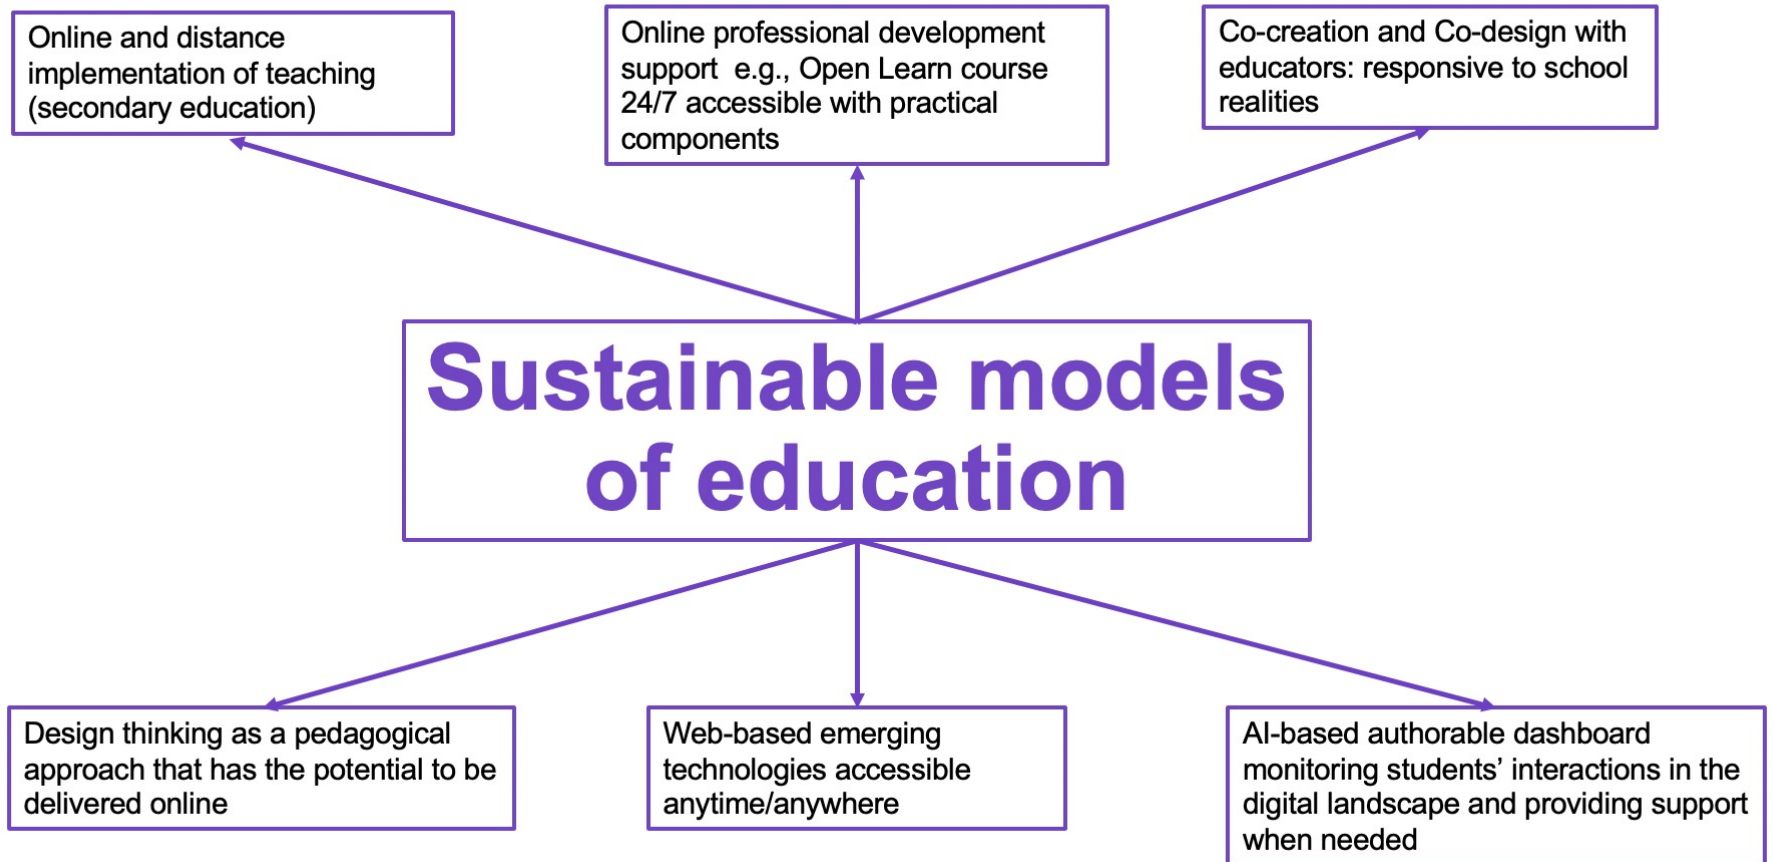 Online and distance
implementation of teaching
(secondary education)
Online professional development
support e.g., Open Learn course
24/7 accessible with practical
components
Co-creation and Co-design with
educators: responsive to school
realities
Sustainable models
of education
Design thinking as a pedagogical
approach that has the potential to be
delivered online
Web-based emerging
technologies accessible
anytime/anywhere
AI-based authorable dashboard
monitoring students’ interactions in the
digital landscape and providing support
when needed